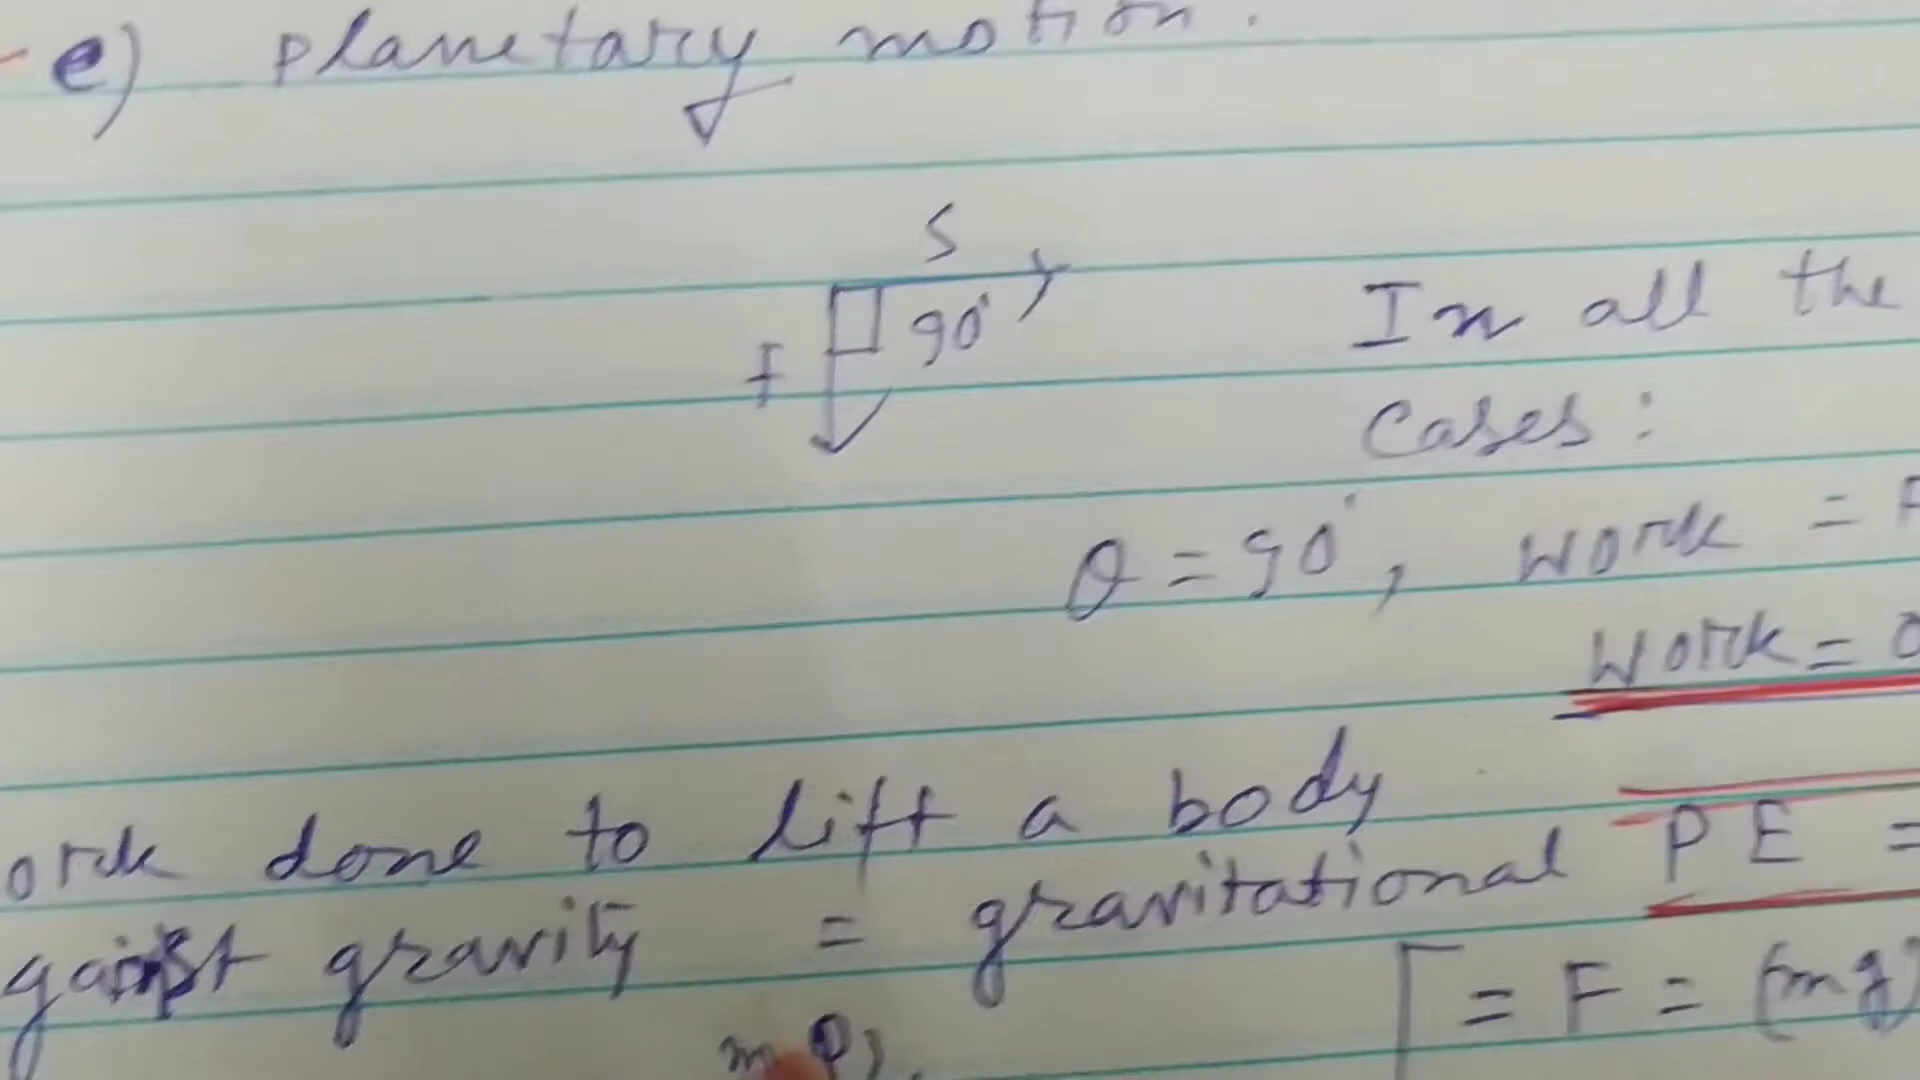 e) planetary motion.
S
90°
F
In all the
Cases:
θ = 90°, work = F
Work = 0
ork done to lift a body
gainst gravity = gravitational PE =
= F = (mg)